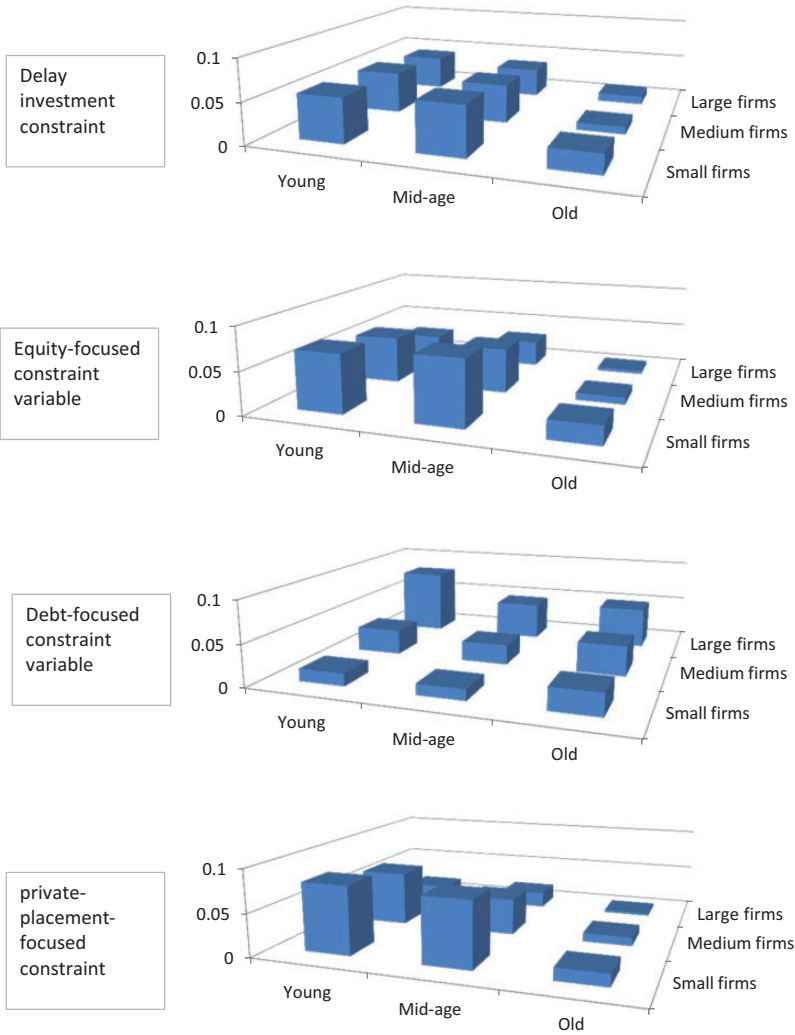 Delay
investment
constraint
0.1
0.05
0
Young
Mid-age
Old
Large firms
Medium firms
Small firms
Equity-focused
constraint
variable
0.1
0.05
0
Young
Mid-age
Old
Large firms
Medium firms
Small firms
Debt-focused
constraint
variable
0.1
0.05
0
Young
Mid-age
Old
Large firms
Medium firms
Small firms
private-
placement-
focused
constraint
0.1
0.05
0
Young
Mid-age
Old
Large firms
Medium firms
Small firms